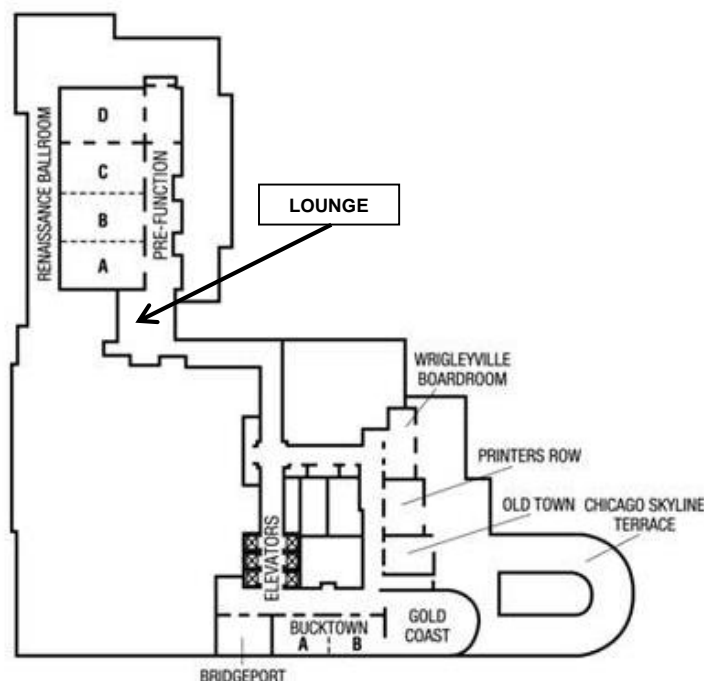 D
C
B
A
RENAISSANCE BALLROOM
PRE-FUNCTION
LOUNGE
WRIGLEYVILLE
BOARDROOM
PRINTERS ROW
OLD TOWN
CHICAGO SKYLINE
TERRACE
ELEVATORS
GOLD
COAST
BUCKTOWN
A
B
BRIDGEPORT